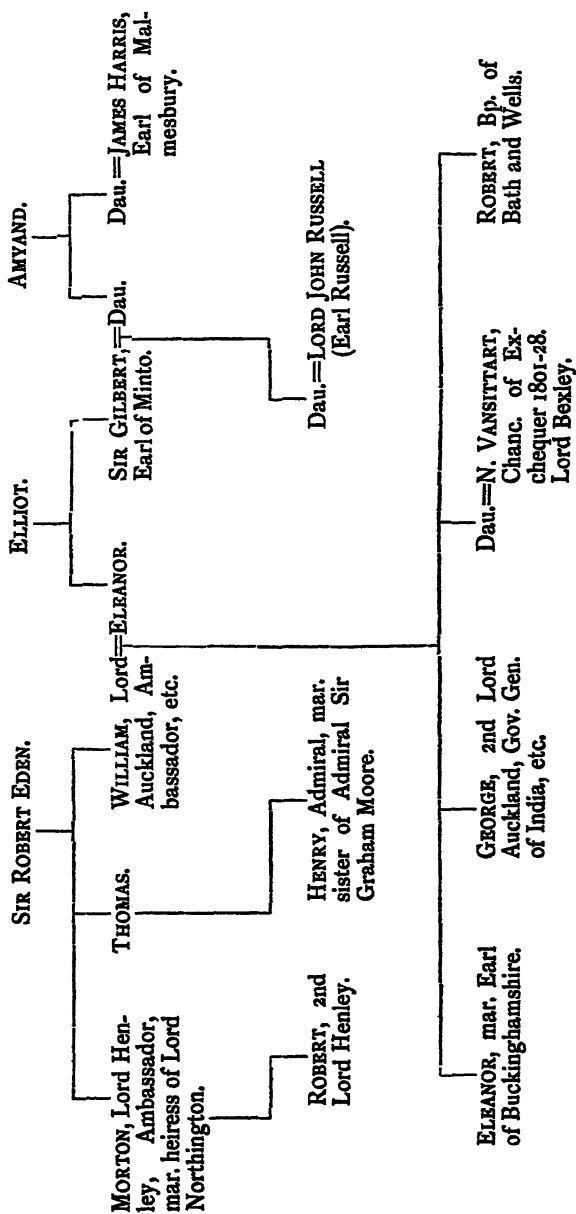 SIR ROBERT EDEN.
ELLIOT.
AMYAND.
MORTON, Lord Hen-
ley, Ambassador,
mar. heiress of Lord
Northington.
THOMAS.
WILLIAM, Lord=ELEANOR.
Auckland, Am-
bassador, etc.
SIR GILBERT,=Dau.
Earl of Minto.
Dau.=JAMES HARRIS,
Earl of Mal-
mesbury.
ROBERT, 2nd
Lord Henley.
HENRY, Admiral, mar.
sister of Admiral Sir
Graham Moore.
Dau.=LORD JOHN RUSSELL
(Earl Russell).
ELEANOR, mar. Earl
of Buckinghamshire.
GEORGE, 2nd Lord
Auckland, Gov. Gen.
of India, etc.
Dau.=N. VANSITTART,
Chanc. of Ex-
chequer 1801-28.
Lord Bexley.
ROBERT, Bp. of
Bath and Wells.